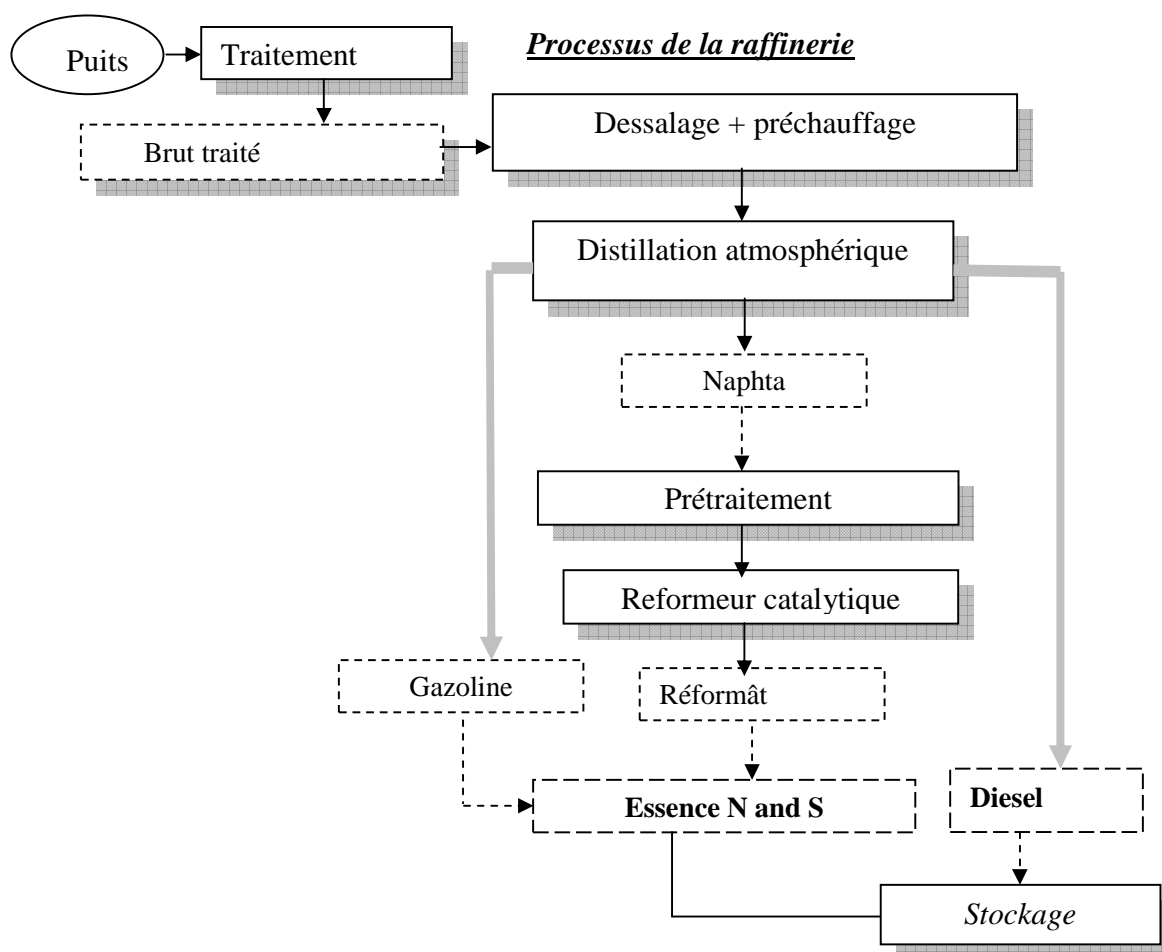 Processus de la raffinerie
Puits
Traitement
Brut traité
Dessalage + préchauffage
Distillation atmosphérique
Naphta
Prétraitement
Reformeur catalytique
Gazoline
Réformât
Essence N and S
Diesel
Stockage